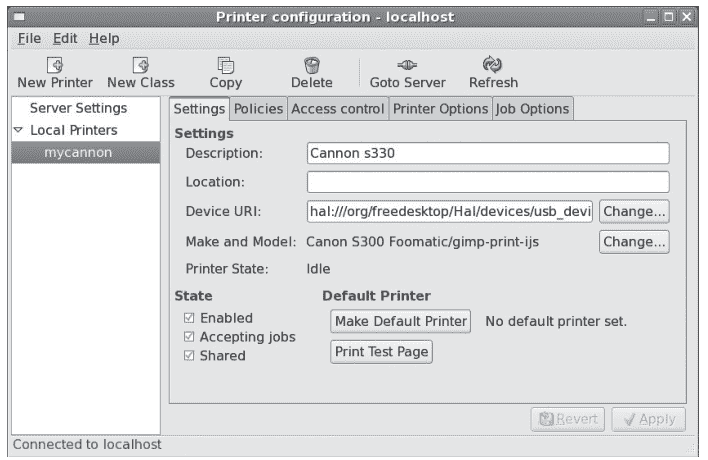 Printer configuration - localhost
File Edit Help
New Printer New Class Copy Delete Goto Server Refresh
Server Settings
Local Printers
mycannon
Settings Policies Access control Printer Options Job Options
Settings
Description: Cannon s330
Location:
Device URI: hal:///org/freedesktop/Hal/devices/usb_devi Change...
Make and Model: Canon S300 Foomatic/gimp-print-ijs Change...
Printer State: Idle
State Default Printer
Enabled Make Default Printer No default printer set.
Accepting jobs
Shared Print Test Page
Revert Apply
Connected to localhost